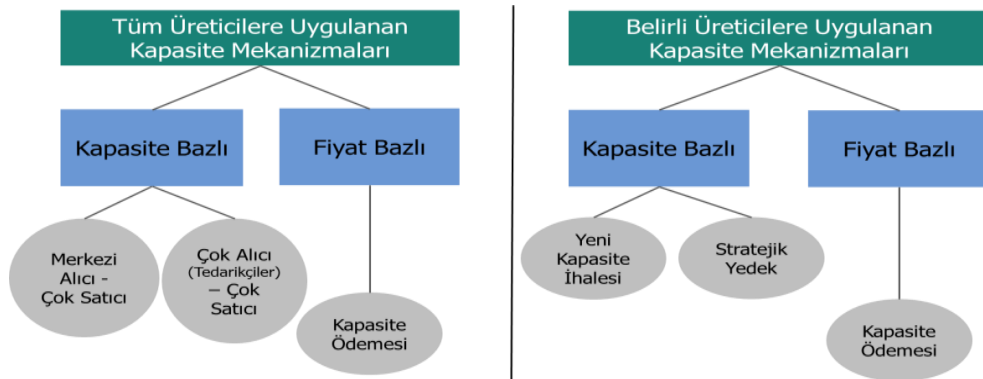 Tüm Üreticilere Uygulanan
Kapasite Mekanizmaları
Kapasite Bazlı
Fiyat Bazlı
Merkezi
Alıcı -
Çok Satıcı
Çok Alıcı
(Tedarikçiler)
– Çok
Satıcı
Kapasite
Ödemesi
Belirli Üreticilere Uygulanan
Kapasite Mekanizmaları
Kapasite Bazlı
Fiyat Bazlı
Yeni
Kapasite
İhalesi
Stratejik
Yedek
Kapasite
Ödemesi